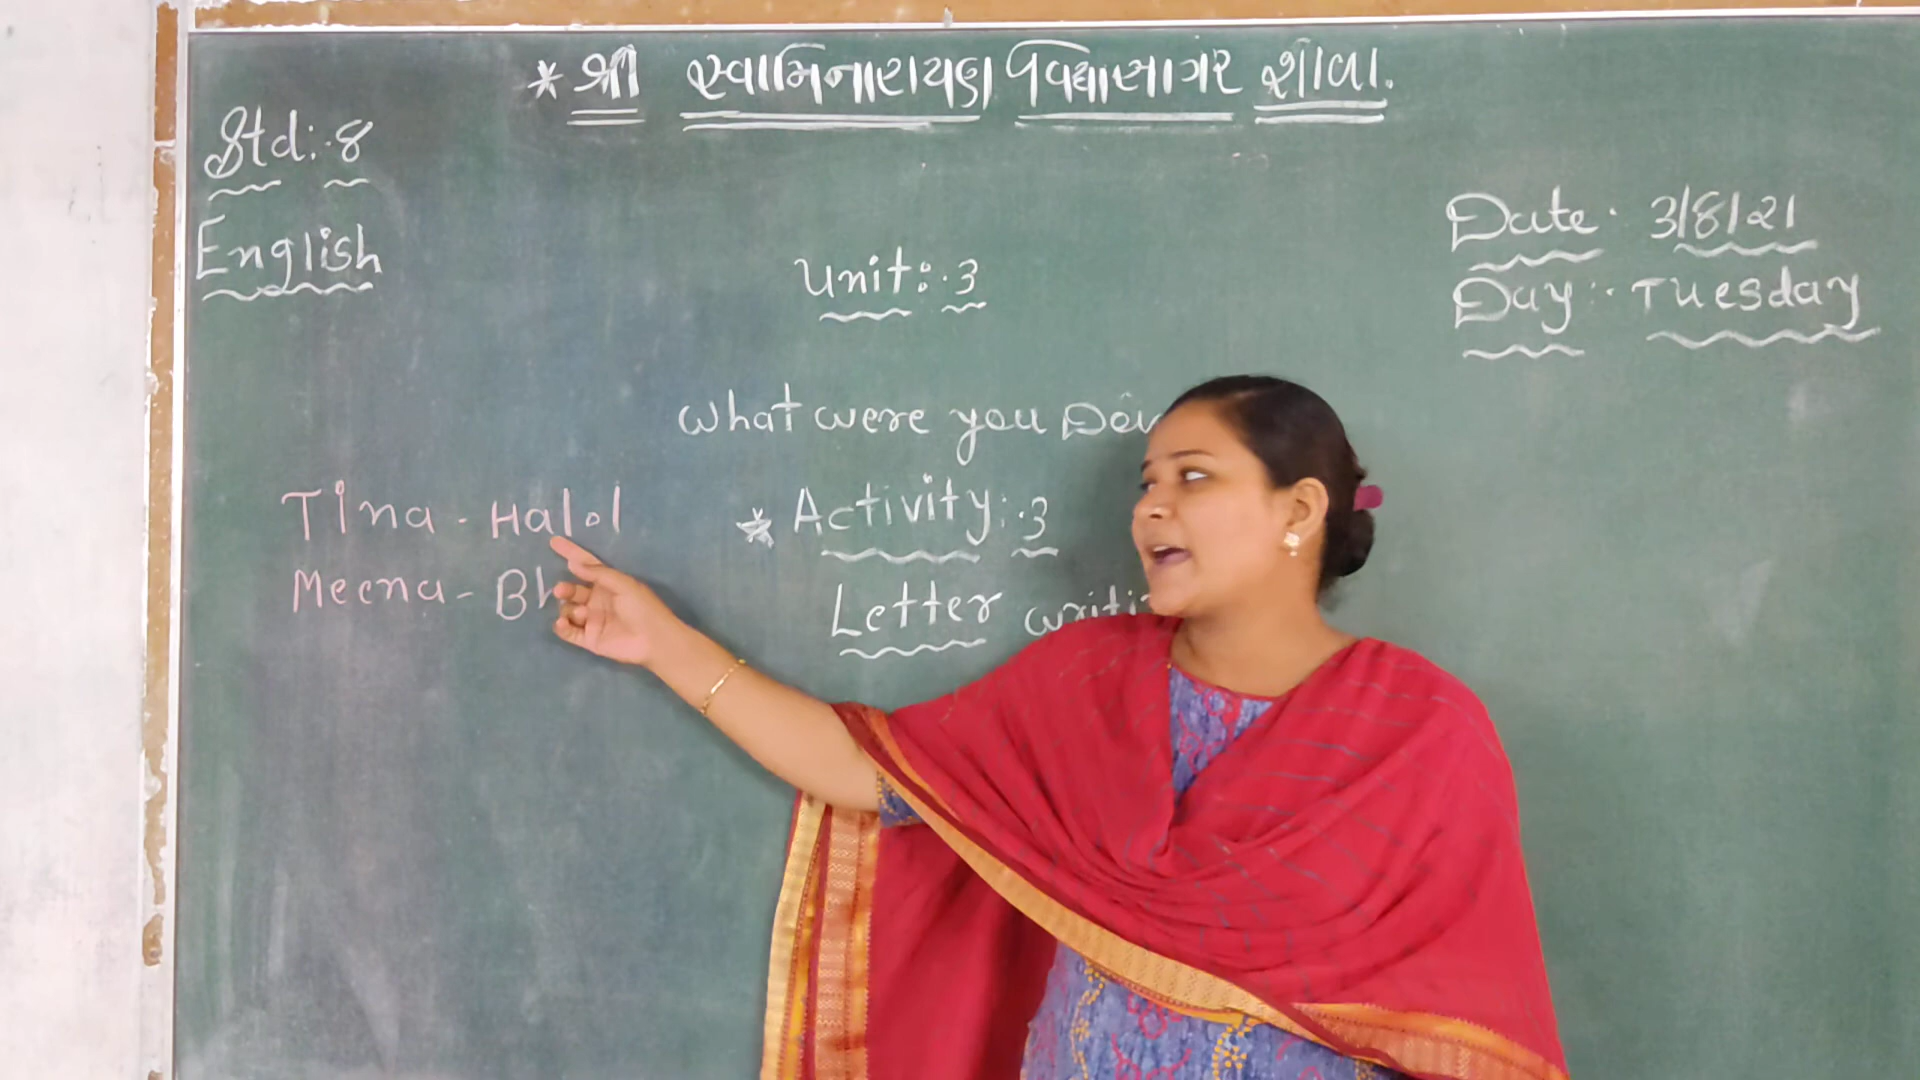 * શ્રી સ્વામિનારાયણ વિદ્યાસાગર શાળા.
Std:-8
English
Date- 3/8/21
Day:- Tuesday
Unit:-3
What were you
* Activity:-3
Letter
Tina - Halol
Meena -